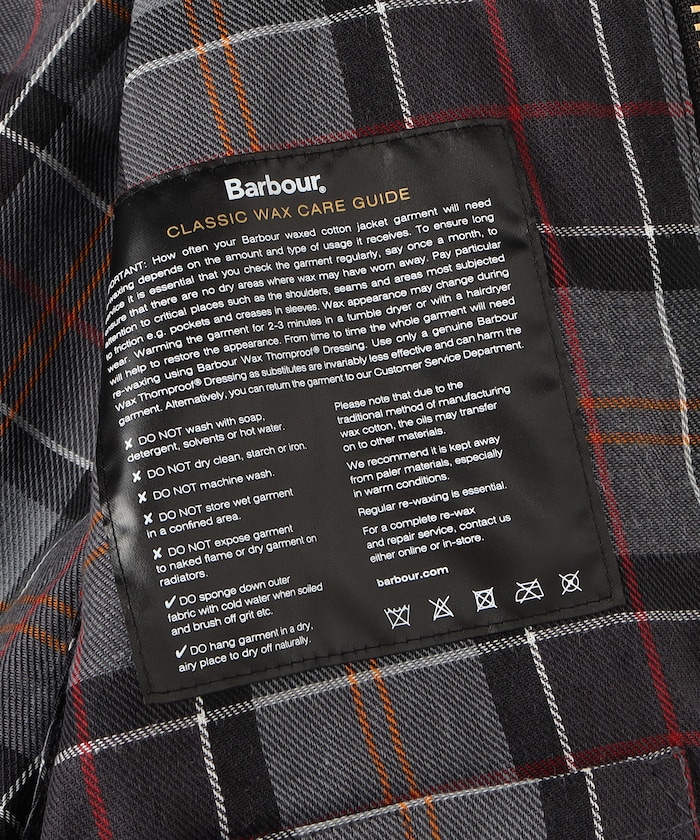 Barbour®
CLASSIC WAX CARE GUIDE
How often your Barbour waxed cotton jacket garment will need
depends on the amount and type of usage it receives. To ensure long
it is essential that you check the garment regularly, say once a month, to
that there are no dry areas where wax may have worn away. Pay particular
to critical places such as the shoulders, seams and areas most subjected
to friction e.g. pockets and creases in sleeves. Wax appearance may change during
wear. Warming the garment for 2-3 minutes in a tumble dryer or with a hairdryer
will help to restore the appearance. From time to time the whole garment will need
re-waxing using Barbour Wax Thornproof® Dressing. Use only a genuine Barbour
Wax Thornproof® Dressing as substitutes are invariably less effective and can harm the
garment. Alternatively, you can return the garment to our Customer Service Department.
✘ DO NOT wash with soap,
detergent, solvents or hot water.
✘ DO NOT dry clean, starch or iron.
✘ DO NOT machine wash.
✘ DO NOT store wet garment
in a confined area.
✘ DO NOT expose garment
to naked flame or dry garment on
radiators.
✔ DO sponge down outer
fabric with cold water when soiled
and brush off grit etc.
✔ DO hang garment in a dry,
airy place to dry off naturally.
Please note that due to the
traditional method of manufacturing
wax cotton, the oils may transfer
on to other materials.
We recommend it is kept away
from paler materials, especially
in warm conditions.
Regular re-waxing is essential.
For a complete re-wax
and repair service, contact us
either online or in-store.
barbour.com